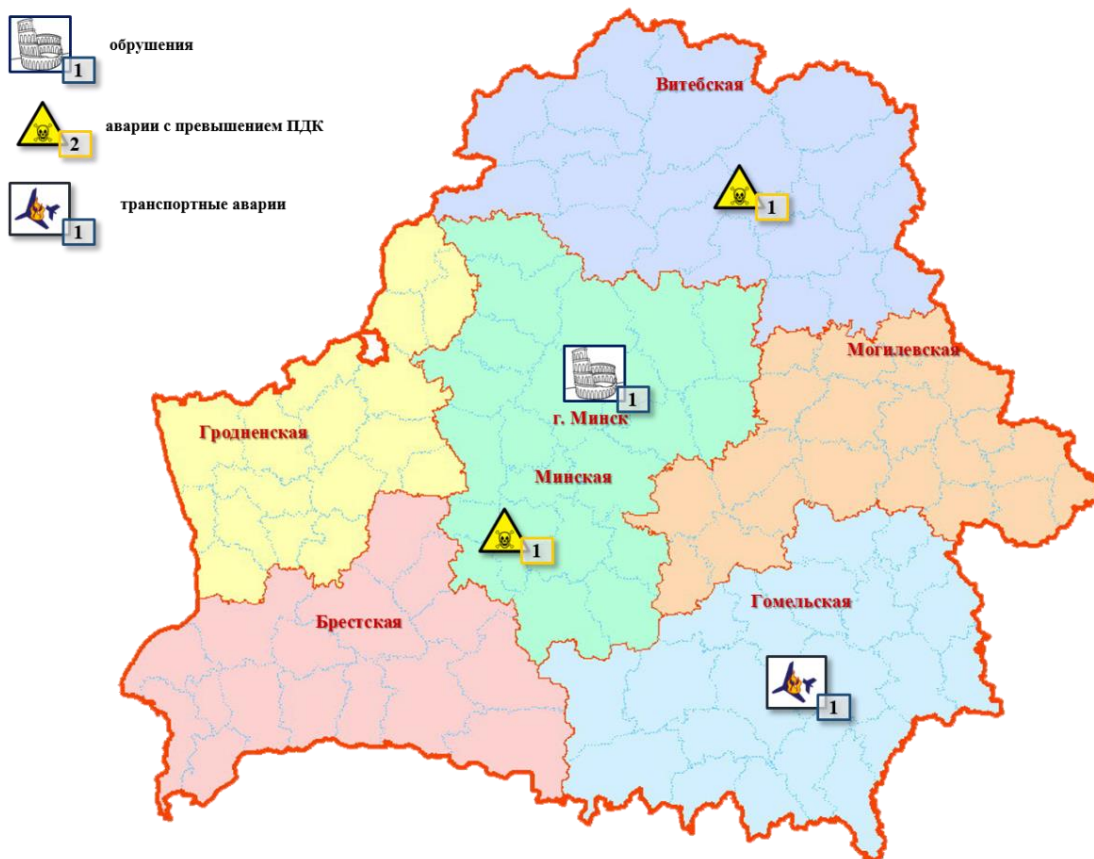 обрушения
1
аварии с превышением ПДК
2
транспортные аварии
1
Витебская
1
Могилевская
1
г. Минск
Гродненская
Минская
1
Гомельская
Брестская
1